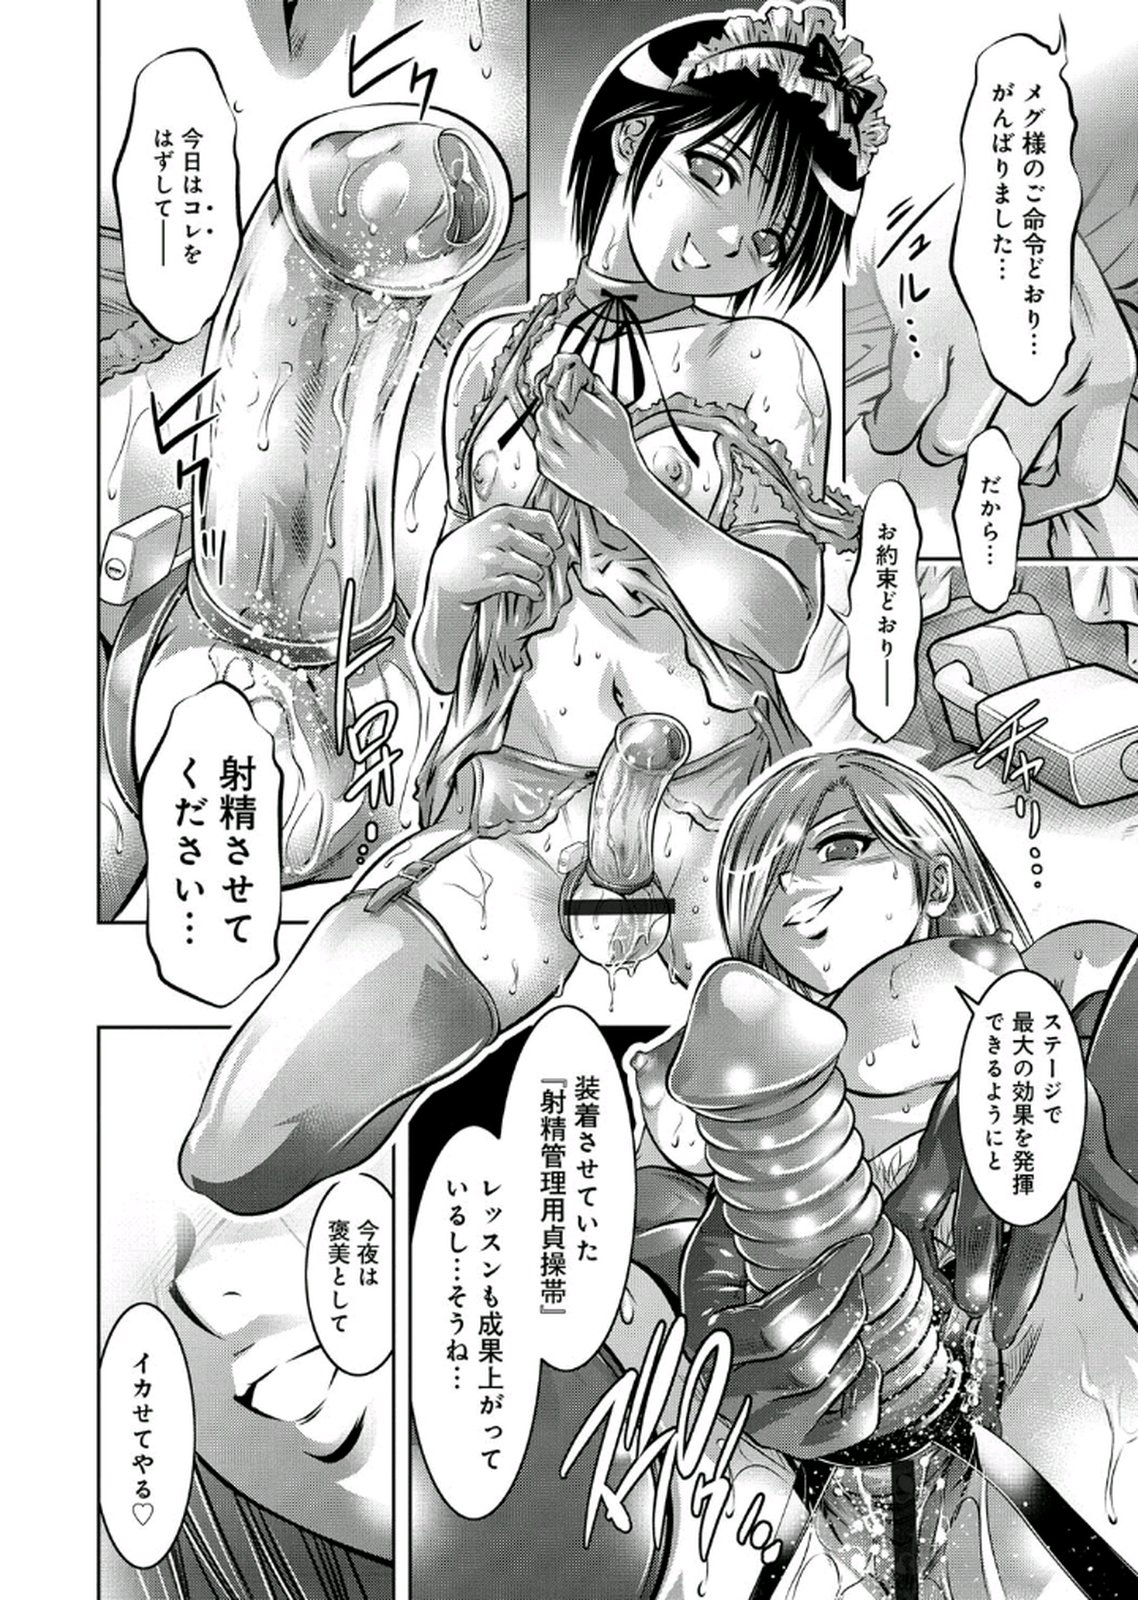 メグ様のご命令どおり…
がんばりました…
シュル…
だから…
お約束どおり——
今日はコレを
はずして——
射精させて
ください…
チャリ…
ステージで
最大の効果を発揮
できるようにと
装着させていた
『射精管理用貞操帯』
レッスンも成果上がって
いるし…そうね…
今夜は
褒美として
イカせてやる♡